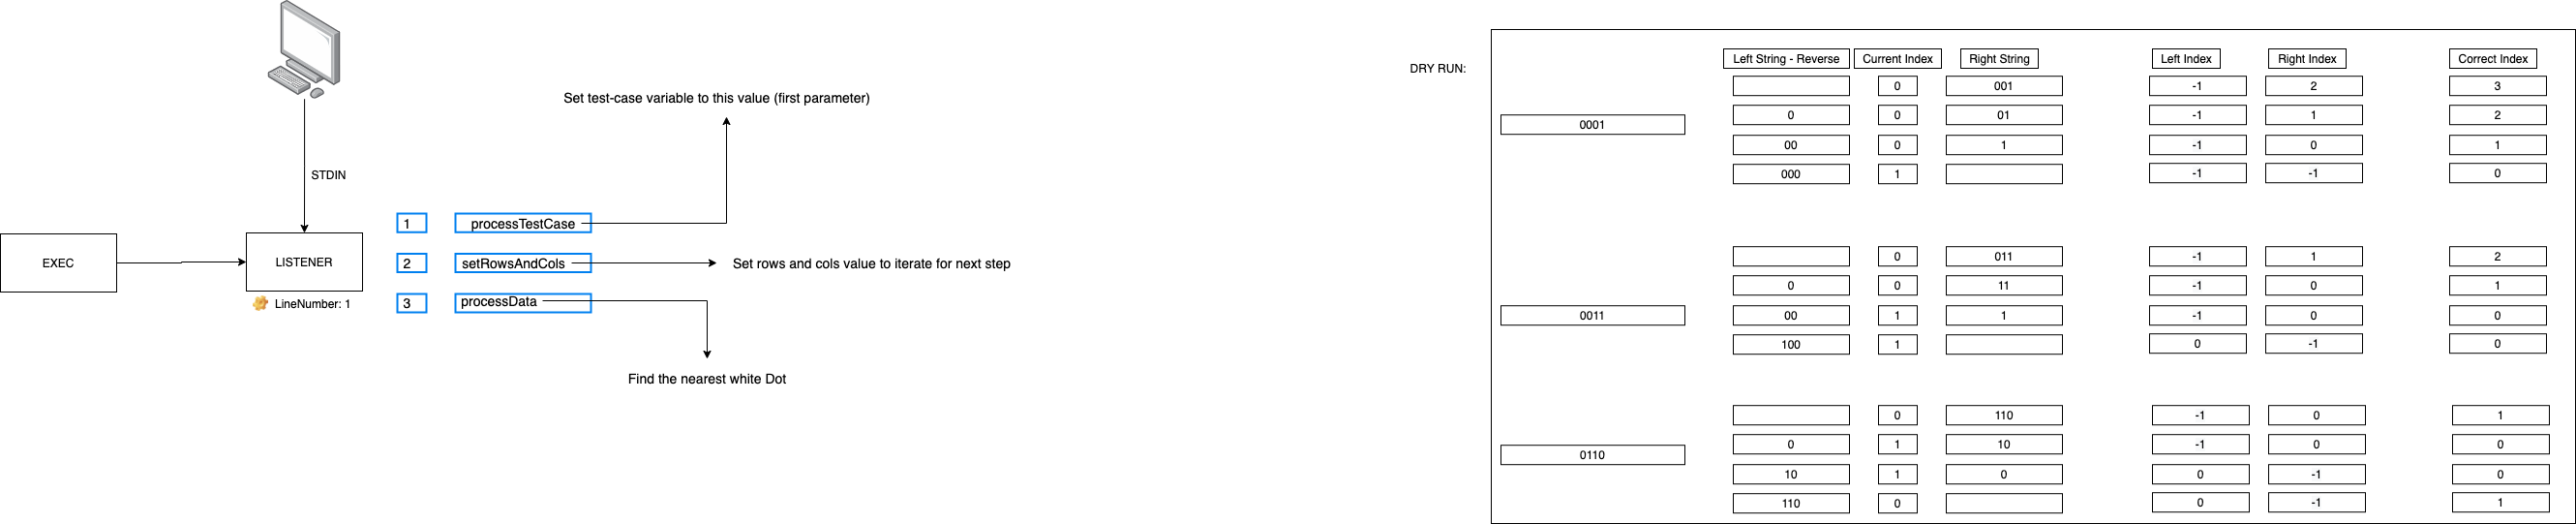 Set test-case variable to this value (first parameter)
STDIN
EXEC
LISTENER
LineNumber: 1
1
processTestCase
2
setRowsAndCols
Set rows and cols value to iterate for next step
3
processData
Find the nearest white Dot
DRY RUN:
Left String - Reverse Current Index Right String Left Index Right Index Correct Index
0001
0 001 -1 2 3
0 0 01 -1 1 2
00 0 1 -1 0 1
000 1 -1 -1 0
0011
0 011 -1 1 2
0 0 11 -1 0 1
00 1 1 -1 0 0
100 1 0 -1 0
0110
0 110 -1 0 1
0 1 10 -1 0 0
10 1 0 0 -1 0
110 0 0 -1 1